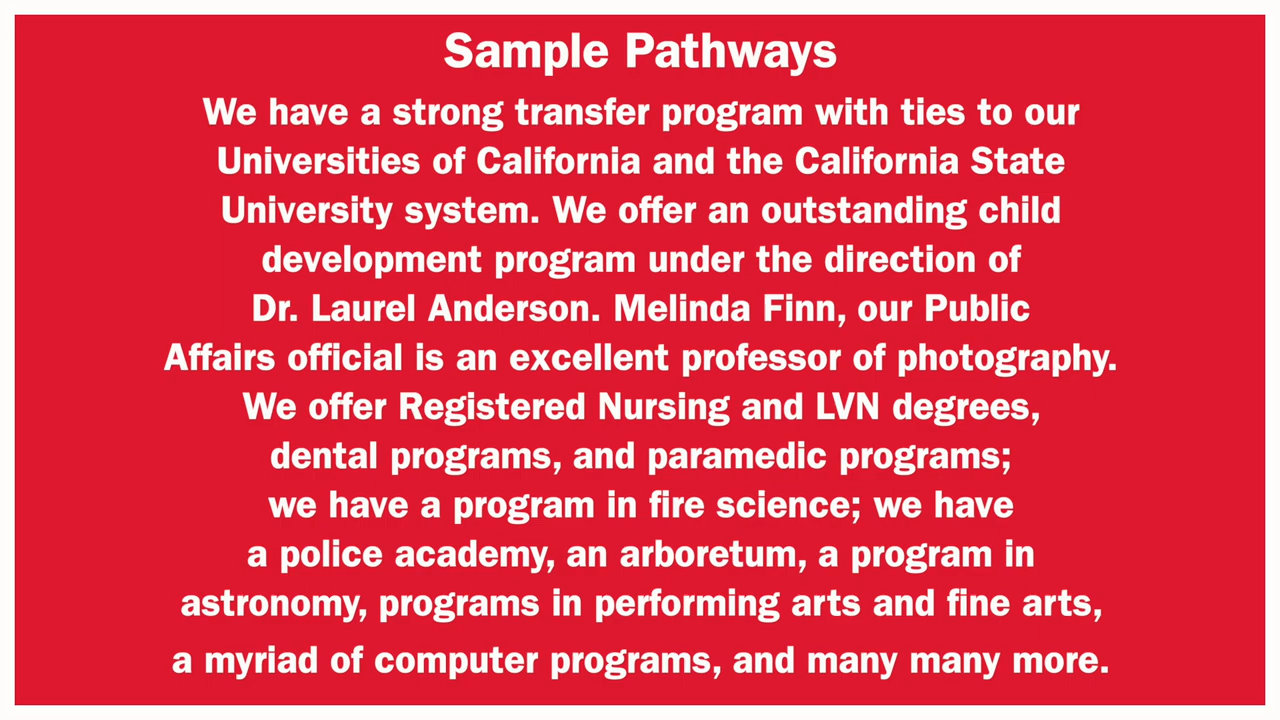 Sample Pathways
We have a strong transfer program with ties to our
Universities of California and the California State
University system. We offer an outstanding child
development program under the direction of
Dr. Laurel Anderson. Melinda Finn, our Public
Affairs official is an excellent professor of photography.
We offer Registered Nursing and LVN degrees,
dental programs, and paramedic programs;
we have a program in fire science; we have
a police academy, an arboretum, a program in
astronomy, programs in performing arts and fine arts,
a myriad of computer programs, and many many more.